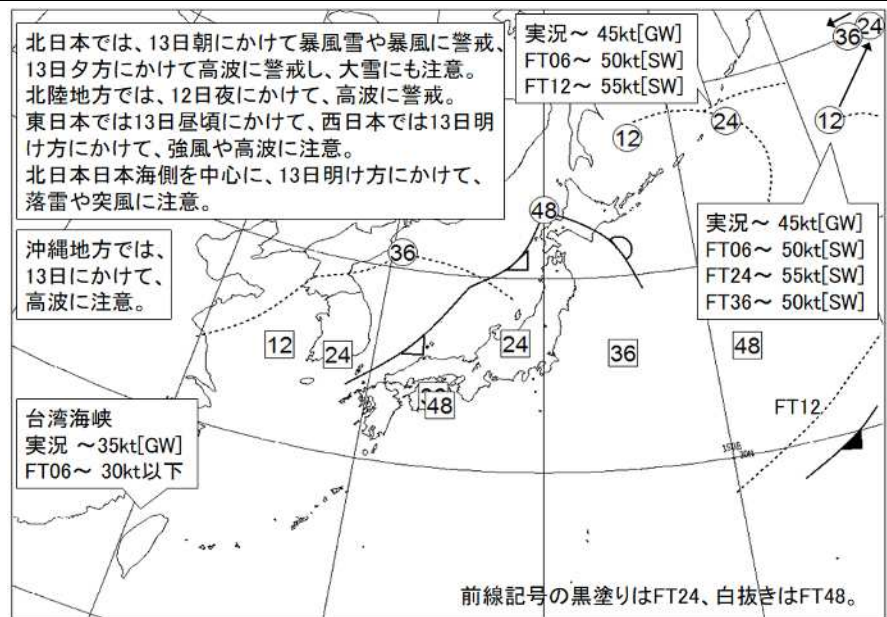 北日本では、13日朝にかけて暴風雪や暴風に警戒、
13日夕方にかけて高波に警戒し、大雪にも注意。
北陸地方では、12日夜にかけて、高波に警戒。
東日本では13日昼頃にかけて、西日本では13日明
け方にかけて、強風や高波に注意。
北日本日本海側を中心に、13日明け方にかけて、
落雷や突風に注意。
実況～ 45kt[GW]
FT06～ 50kt[SW]
FT12～ 55kt[SW]
36
24
12
24
12
48
36
沖縄地方では、
13日にかけて、
高波に注意。
実況～ 45kt[GW]
FT06～ 50kt[SW]
FT24～ 55kt[SW]
FT36～ 50kt[SW]
12
24
24
36
48
48
FT12
台湾海峡
実況 ～35kt[GW]
FT06～ 30kt以下
150E
30N
前線記号の黒塗りはFT24、白抜きはFT48。